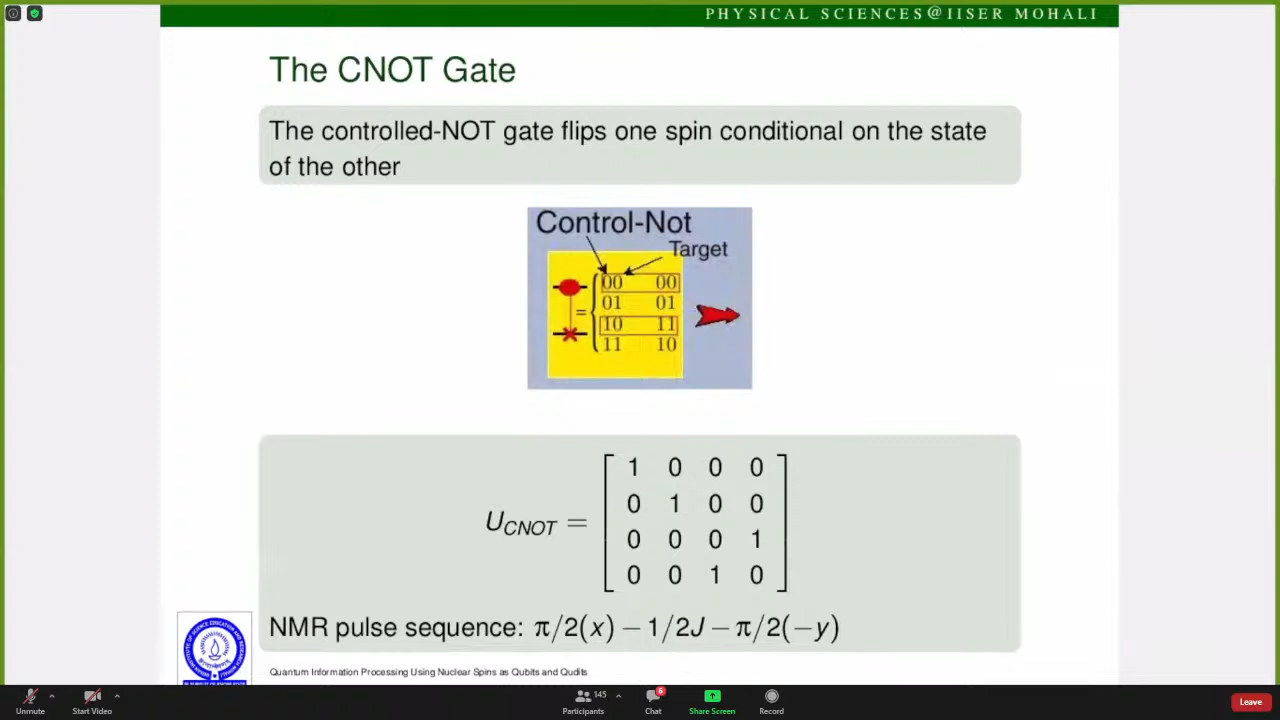 PHYSICAL SCIENCES@IISER MOHALI
The CNOT Gate
The controlled-NOT gate flips one spin conditional on the state
of the other
Control-Not
Target
00 00
01 01
= 10 11
11 10
1 0 0 0
0 1 0 0
U_CNOT =
0 0 0 1
0 0 1 0
NMR pulse sequence: π/2(x) − 1/2J − π/2(−y)
Quantum Information Processing Using Nuclear Spins as Qubits and Qudits
Unmute
Start Video
145
Participants
6
Chat
Share Screen
Record
Leave